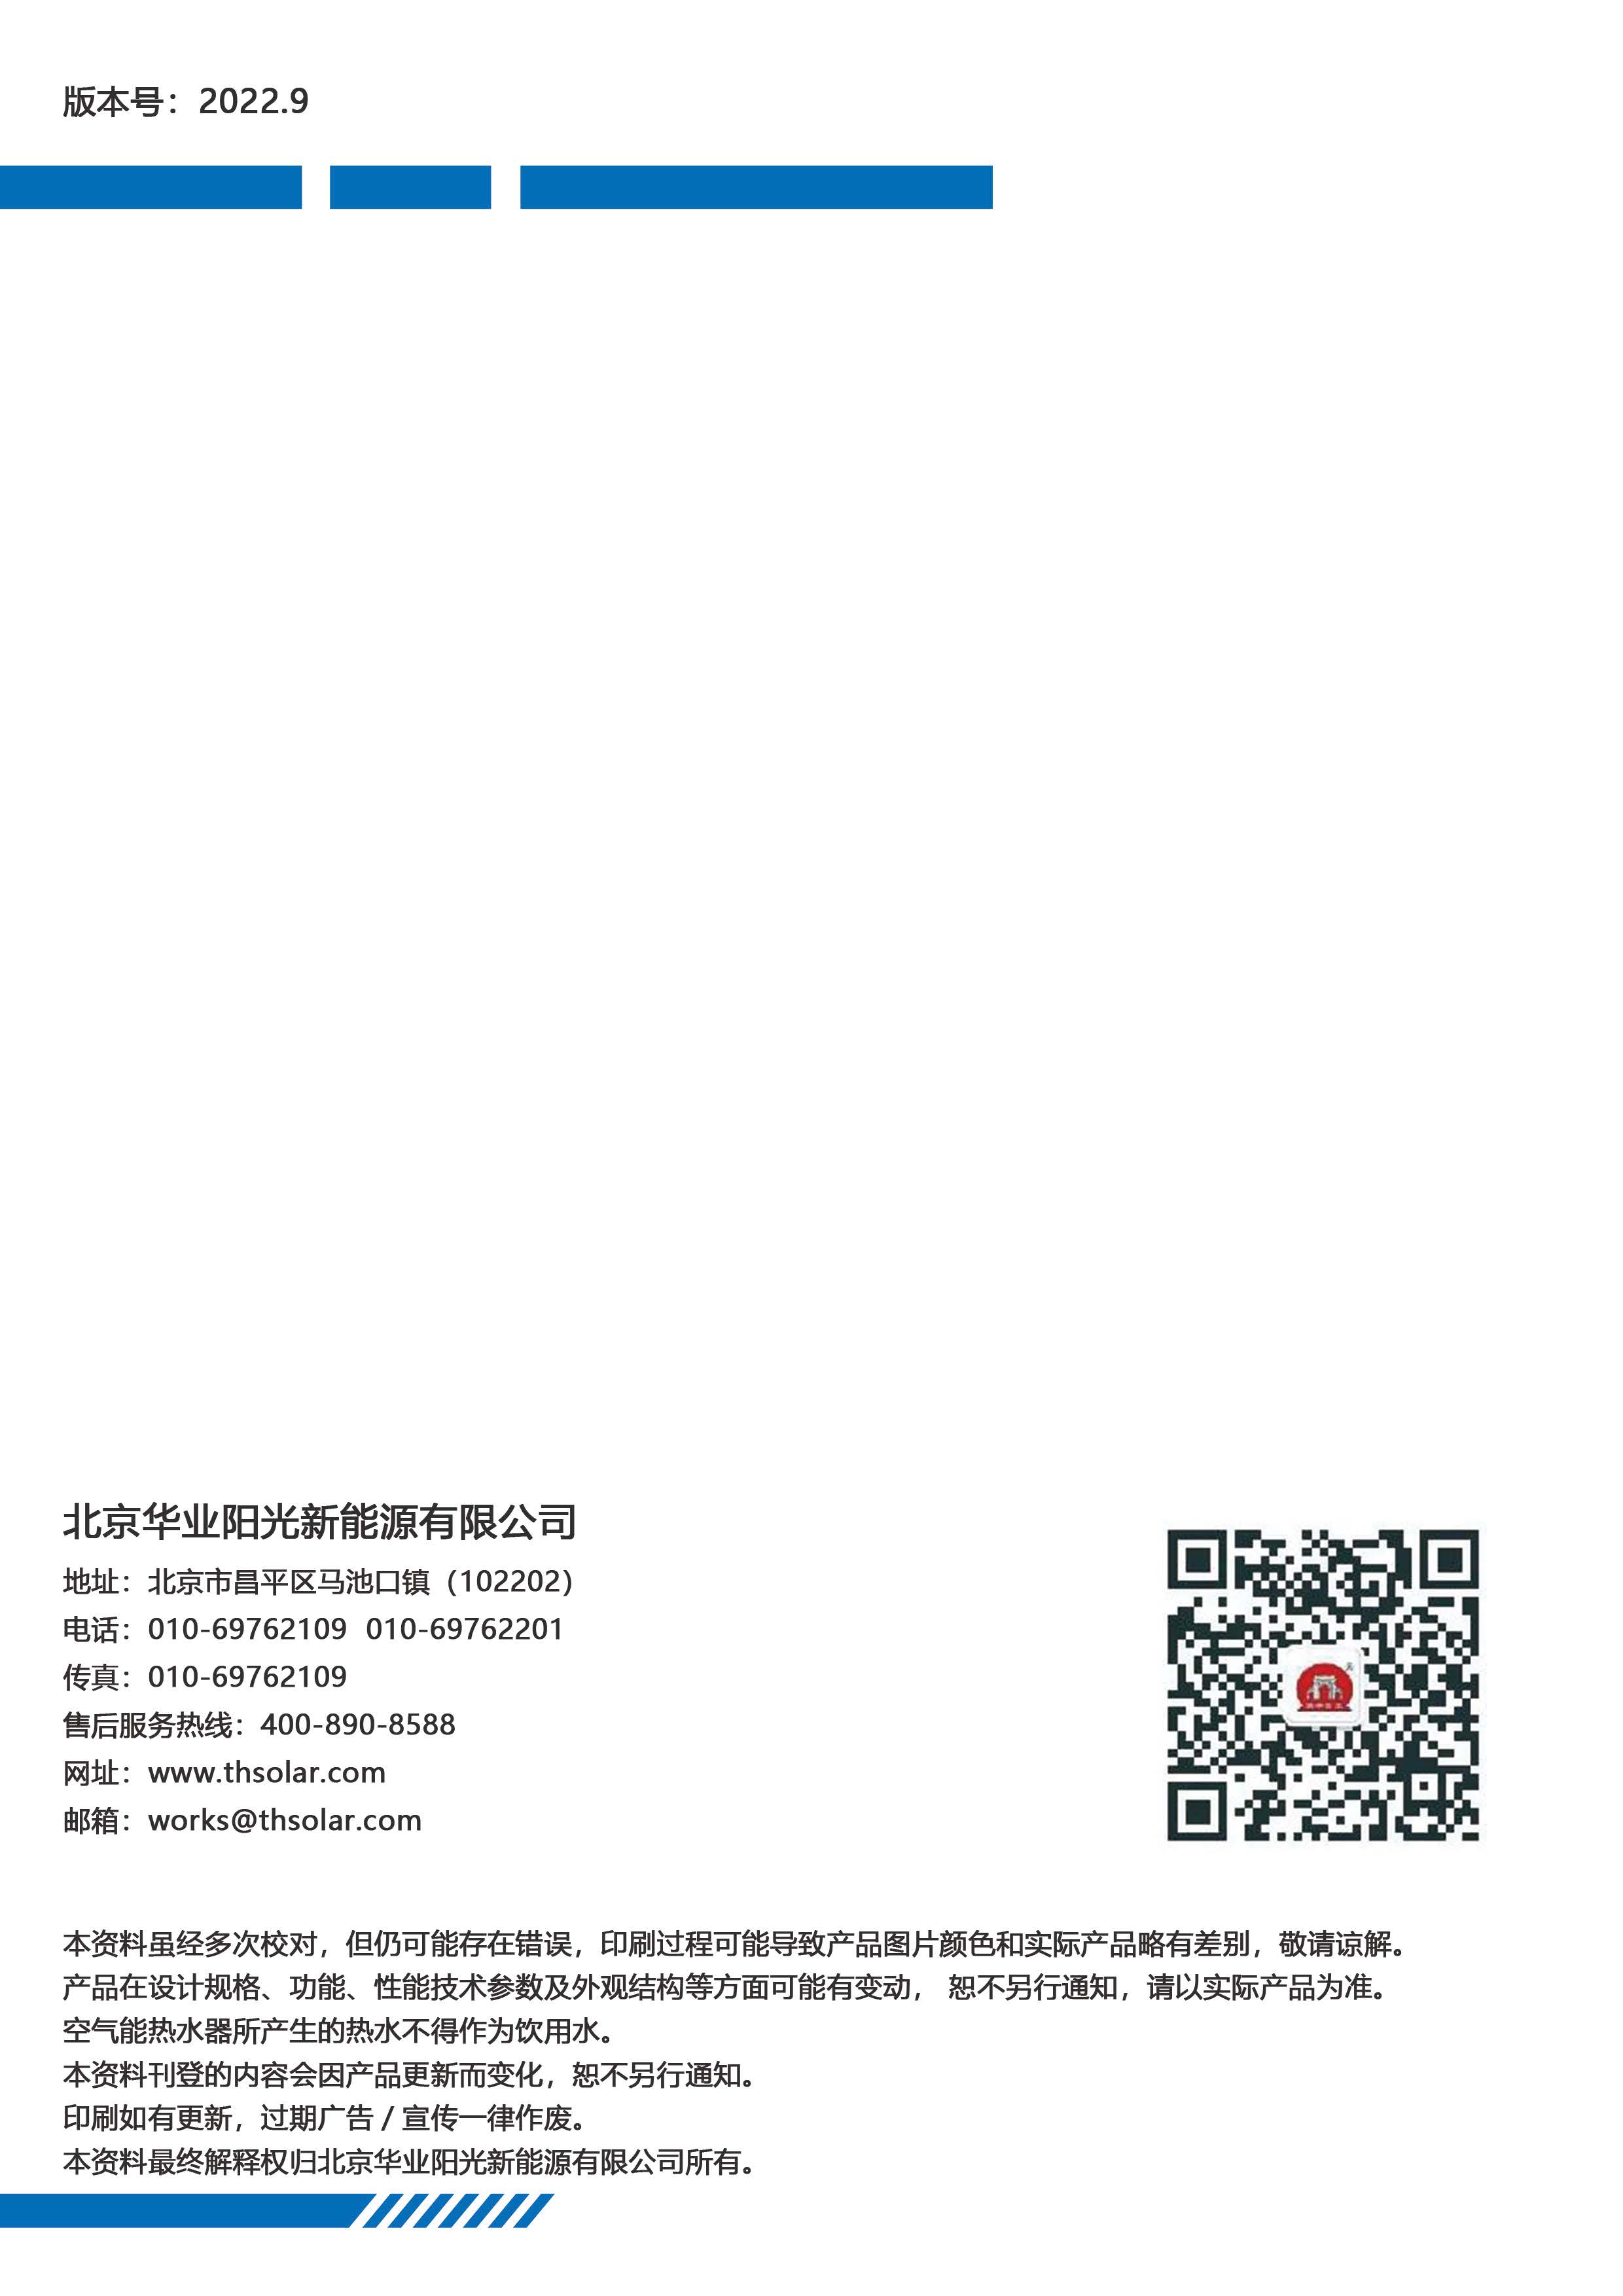 版本号：2022.9
北京华业阳光新能源有限公司
地址：北京市昌平区马池口镇（102202）
电话：010-69762109 010-69762201
传真：010-69762109
售后服务热线：400-890-8588
网址：www.thsolar.com
邮箱：works@thsolar.com
本资料虽经多次校对，但仍可能存在错误，印刷过程可能导致产品图片颜色和实际产品略有差别，敬请谅解。
产品在设计规格、功能、性能技术参数及外观结构等方面可能有变动， 恕不另行通知，请以实际产品为准。
空气能热水器所产生的热水不得作为饮用水。
本资料刊登的内容会因产品更新而变化，恕不另行通知。
印刷如有更新，过期广告 / 宣传一律作废。
本资料最终解释权归北京华业阳光新能源有限公司所有。